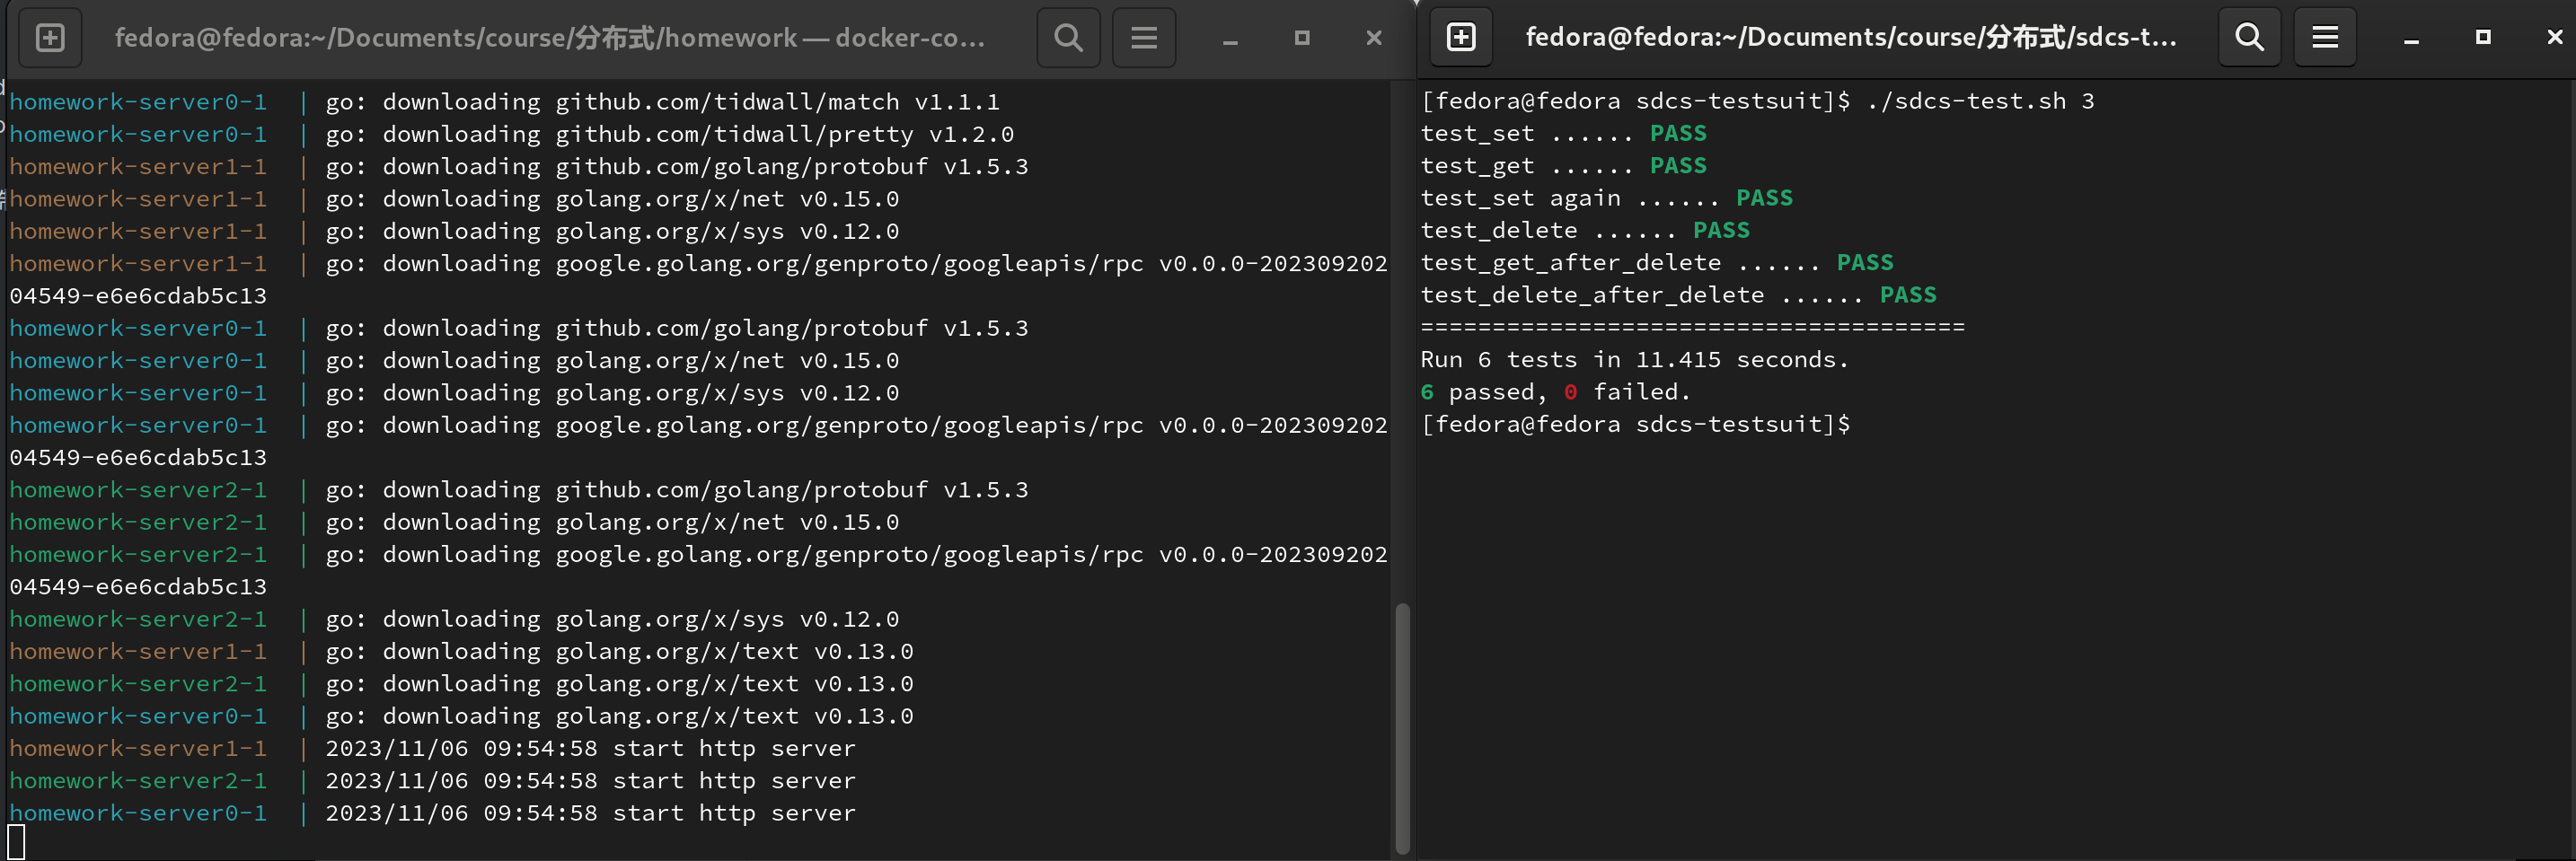 fedora@fedora:~/Documents/course/分布式/homework — docker-co…
homework-server0-1  | go: downloading github.com/tidwall/match v1.1.1
homework-server0-1  | go: downloading github.com/tidwall/pretty v1.2.0
homework-server1-1  | go: downloading github.com/golang/protobuf v1.5.3
homework-server1-1  | go: downloading golang.org/x/net v0.15.0
homework-server1-1  | go: downloading golang.org/x/sys v0.12.0
homework-server1-1  | go: downloading google.golang.org/genproto/googleapis/rpc v0.0.0-202309202
04549-e6e6cdab5c13
homework-server0-1  | go: downloading github.com/golang/protobuf v1.5.3
homework-server0-1  | go: downloading golang.org/x/net v0.15.0
homework-server0-1  | go: downloading golang.org/x/sys v0.12.0
homework-server0-1  | go: downloading google.golang.org/genproto/googleapis/rpc v0.0.0-202309202
04549-e6e6cdab5c13
homework-server2-1  | go: downloading github.com/golang/protobuf v1.5.3
homework-server2-1  | go: downloading golang.org/x/net v0.15.0
homework-server2-1  | go: downloading google.golang.org/genproto/googleapis/rpc v0.0.0-202309202
04549-e6e6cdab5c13
homework-server2-1  | go: downloading golang.org/x/sys v0.12.0
homework-server1-1  | go: downloading golang.org/x/text v0.13.0
homework-server2-1  | go: downloading golang.org/x/text v0.13.0
homework-server0-1  | go: downloading golang.org/x/text v0.13.0
homework-server1-1  | 2023/11/06 09:54:58 start http server
homework-server2-1  | 2023/11/06 09:54:58 start http server
homework-server0-1  | 2023/11/06 09:54:58 start http server
fedora@fedora:~/Documents/course/分布式/sdcs-t…
[fedora@fedora sdcs-testsuit]$ ./sdcs-test.sh 3
test_set ...... PASS
test_get ...... PASS
test_set again ...... PASS
test_delete ...... PASS
test_get_after_delete ...... PASS
test_delete_after_delete ...... PASS
======================================
Run 6 tests in 11.415 seconds.
6 passed, 0 failed.
[fedora@fedora sdcs-testsuit]$